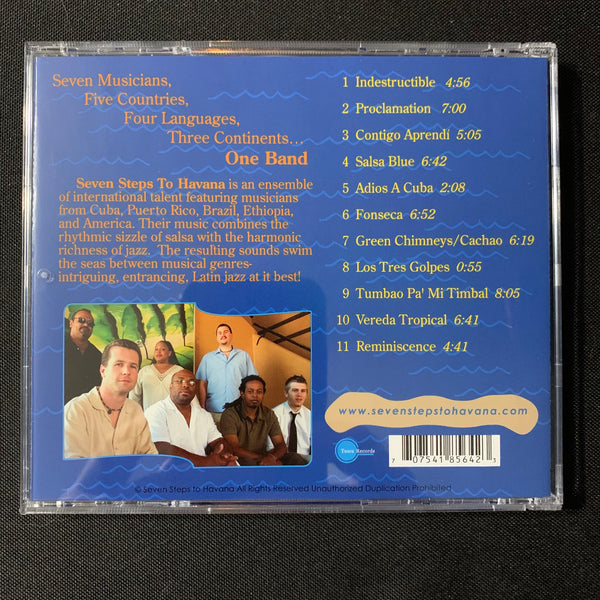 Seven Musicians,
Five Countries,
Four Languages,
Three Continents...
One Band
Seven Steps To Havana is an ensemble
of international talent featuring musicians
from Cuba, Puerto Rico, Brazil, Ethiopia,
and America. Their music combines the
rhythmic sizzle of salsa with the harmonic
richness of jazz. The resulting sounds swim
the seas between musical genres-
intriguing, entrancing, Latin jazz at it best!
1 Indestructible 4:56
2 Proclamation 7:00
3 Contigo Aprendí 5:05
4 Salsa Blue 6:42
5 Adios A Cuba 2:08
6 Fonseca 6:52
7 Green Chimneys/Cachao 6:19
8 Los Tres Golpes 0:55
9 Tumbao Pa' Mi Timbal 8:05
10 Vereda Tropical 6:41
11 Reminiscence 4:41
www.sevenstepstohavana.com
Records
7 07541 85642 3
© Seven Steps to Havana All Rights Reserved Unauthorized Duplication Prohibited